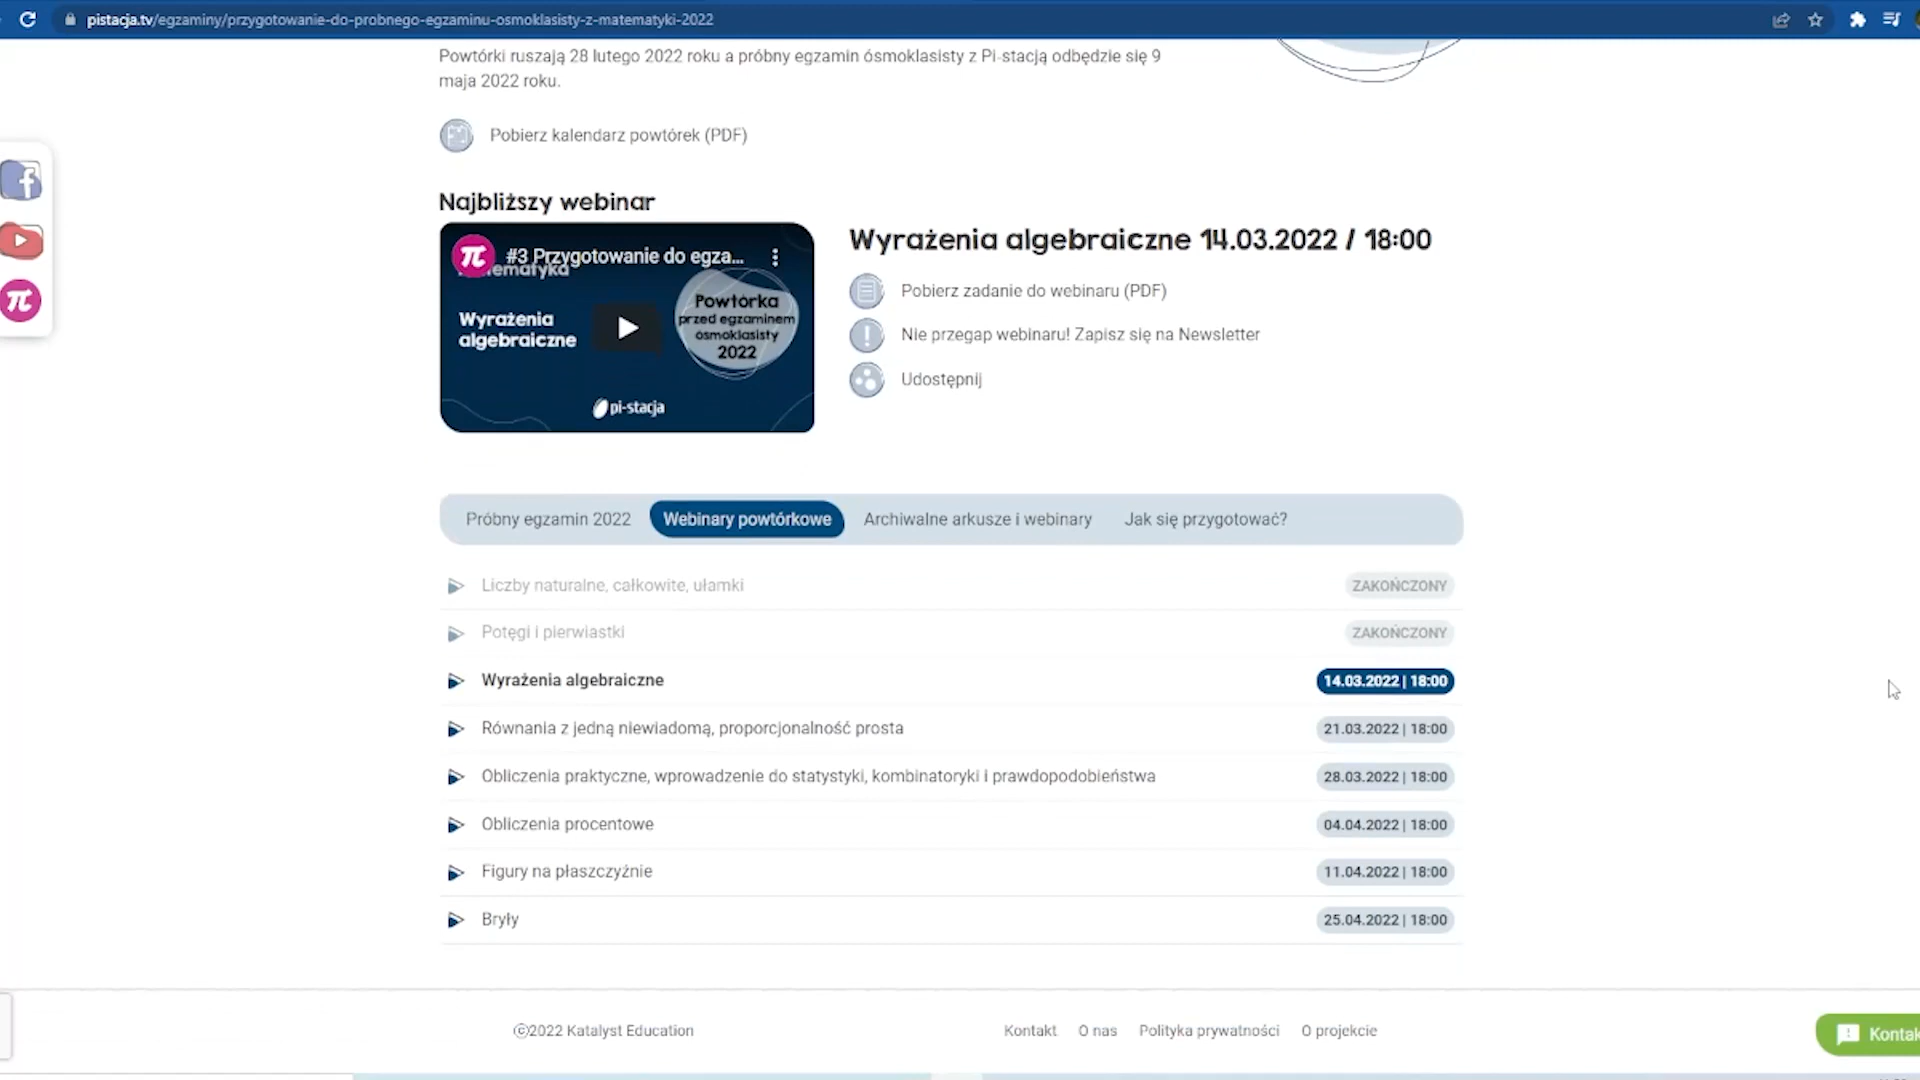 pistacja.tv/egzaminy/przygotowanie-do-probnego-egzaminu-osmoklasisty-z-matematyki-2022
Powtórki ruszają 28 lutego 2022 roku a próbny egzamin ósmoklasisty z Pi-stacją odbędzie się 9
maja 2022 roku.
Pobierz kalendarz powtórek (PDF)
Najbliższy webinar
#3 Przygotowanie do egza...
Wyrażenia
algebraiczne
Powtórka
przed egzaminem
ósmoklasisty
2022
pi-stacja
Wyrażenia algebraiczne 14.03.2022 / 18:00
Pobierz zadanie do webinaru (PDF)
Nie przegap webinaru! Zapisz się na Newsletter
Udostępnij
Próbny egzamin 2022 Webinary powtórkowe Archiwalne arkusze i webinary Jak się przygotować?
Liczby naturalne, całkowite, ułamki ZAKOŃCZONY
Potęgi i pierwiastki ZAKOŃCZONY
Wyrażenia algebraiczne 14.03.2022 | 18:00
Równania z jedną niewiadomą, proporcjonalność prosta 21.03.2022 | 18:00
Obliczenia praktyczne, wprowadzenie do statystyki, kombinatoryki i prawdopodobieństwa 28.03.2022 | 18:00
Obliczenia procentowe 04.04.2022 | 18:00
Figury na płaszczyźnie 11.04.2022 | 18:00
Bryły 25.04.2022 | 18:00
©2022 Katalyst Education Kontakt O nas Polityka prywatności O projekcie
Kontak